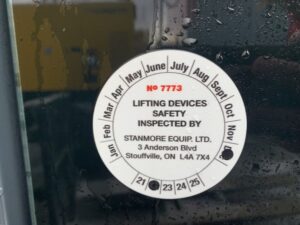 Jan Feb Mar Apr May June July Aug Sept Oct Nov
No 7773
LIFTING DEVICES
SAFETY
INSPECTED BY
STANMORE EQUIP. LTD.
3 Anderson Blvd
Stouffville, ON L4A 7X4
21 23 24 25